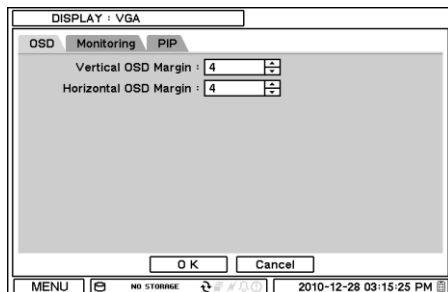 DISPLAY : VGA
OSD Monitoring PIP
Vertical OSD Margin : 4
Horizontal OSD Margin : 4
O K Cancel
MENU NO STORAGE 2010-12-28 03:15:25 PM